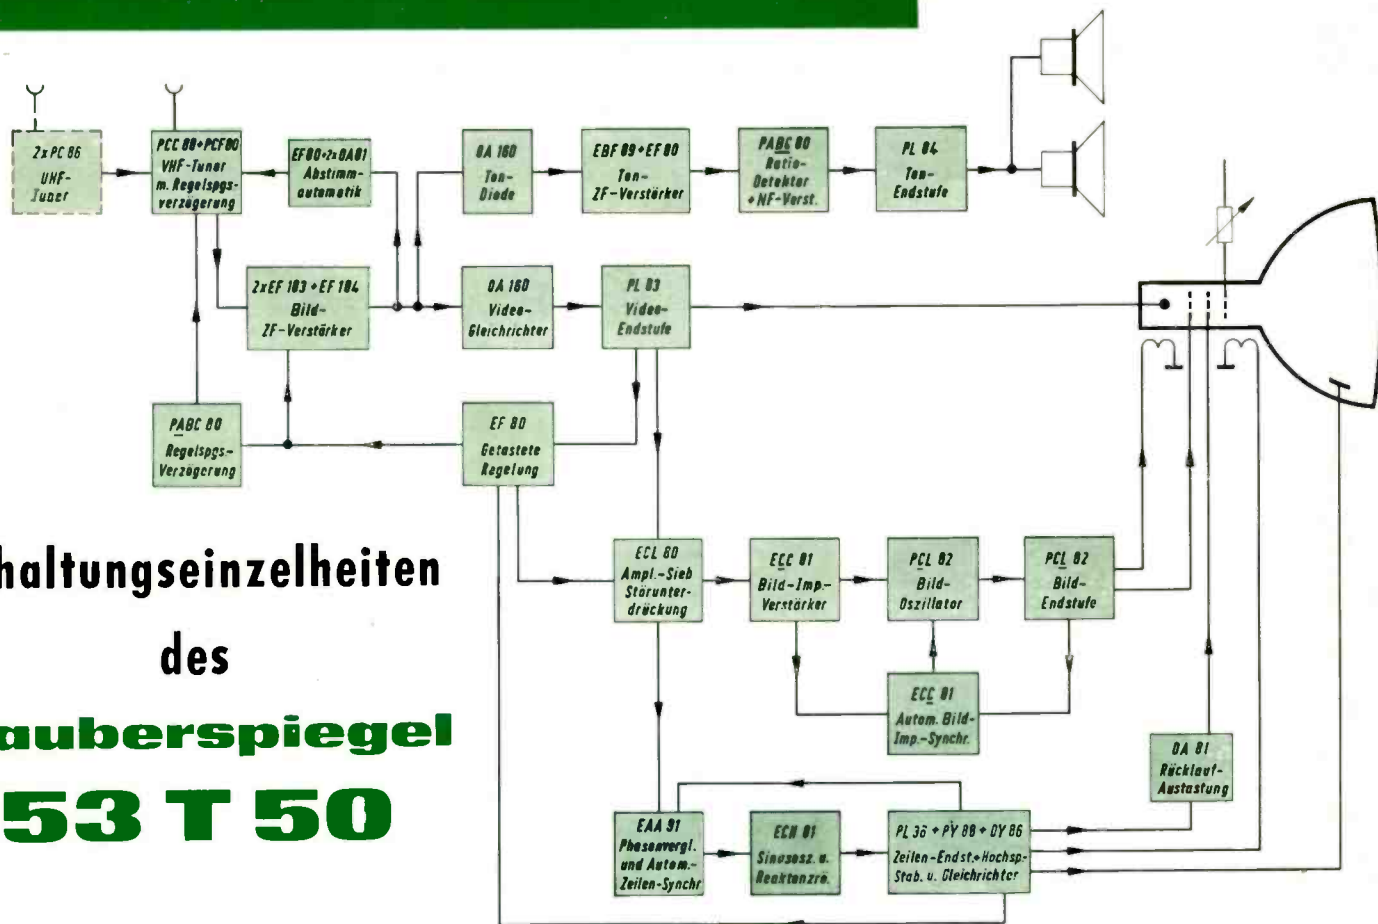 2xPC 86
UHF-
Tuner
PCC 88+PCF80
VHF-Tuner
m. Regelspgs-
verzögerung
EF80+2xOA81
Abstimm-
automatik
OA 160
Ton-
Diode
EBF 89+EF 80
Ton-
ZF-Verstärker
PABC 80
Ratio-
Detektor
+NF-Verst.
PL 84
Ton-
Endstufe
2xEF 183+EF 184
Bild-
ZF-Verstärker
OA 160
Video-
Gleichrichter
PL 83
Video-
Endstufe
PABC 80
Regelspgs.-
Verzögerung
EF 80
Getastete
Regelung
haltungseinzelheiten
des
auberspiegel
53 T 50
ECL 80
Ampl.-Sieb
Störunter-
drückung
ECC 81
Bild-Imp.-
Verstärker
PCL 82
Bild-
Oszillator
PCL 82
Bild-
Endstufe
ECC 81
Autom. Bild-
Imp.-Synchr.
OA 81
Rücklauf-
Austastung
EAA 91
Phasenvergl.
und Autom.-
Zeilen-Synchr
ECH 81
Sinusosz. u.
Reaktanzrö.
PL 36 + PY 88 + DY 86
Zeilen-Endst.+Hochsp.-
Stab. u. Gleichrichter